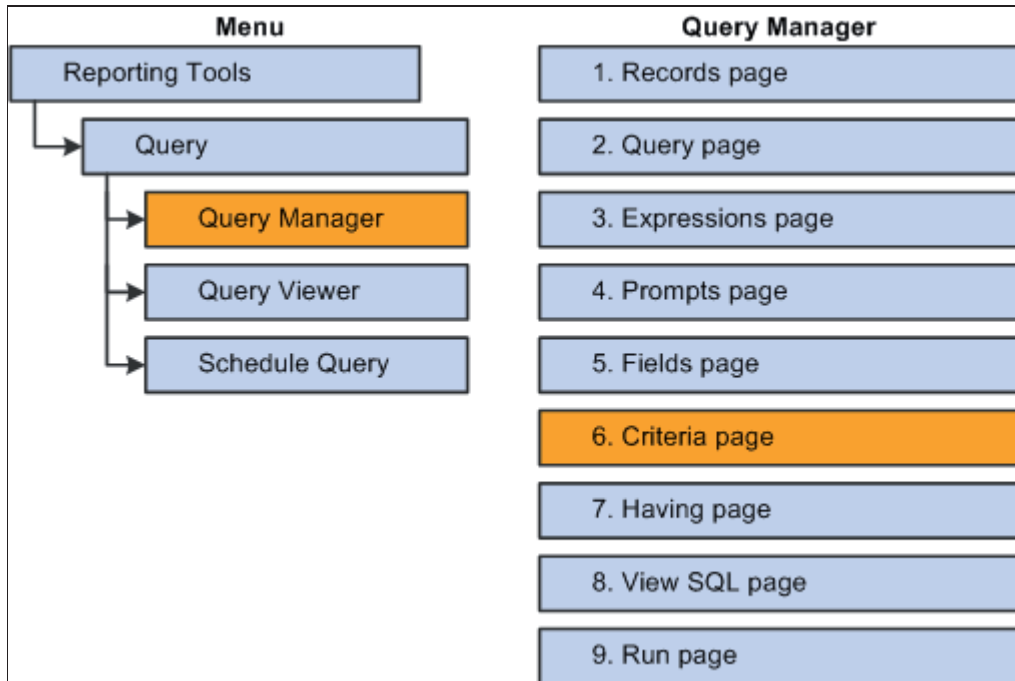 Menu
Reporting Tools
Query
Query Manager
Query Viewer
Schedule Query
Query Manager
1. Records page
2. Query page
3. Expressions page
4. Prompts page
5. Fields page
6. Criteria page
7. Having page
8. View SQL page
9. Run page